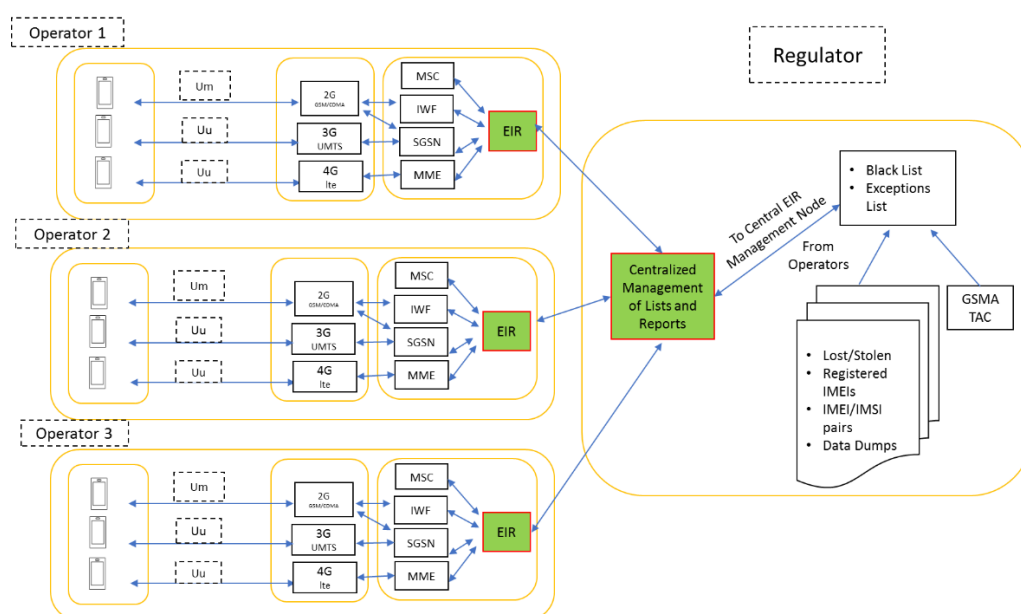 Operator 1
Um
Uu
Uu
2G
GSM/CDMA
3G
UMTS
4G
lte
MSC
IWF
SGSN
MME
EIR
Operator 2
Um
Uu
Uu
2G
GSM/CDMA
3G
UMTS
4G
lte
MSC
IWF
SGSN
MME
EIR
Operator 3
Um
Uu
Uu
2G
GSM/CDMA
3G
UMTS
4G
lte
MSC
IWF
SGSN
MME
EIR
Regulator
Centralized
Management
of Lists and
Reports
To Central EIR
Management Node
From
Operators
• Black List
• Exceptions
List
GSMA
TAC
• Lost/Stolen
• Registered
IMEIs
• IMEI/IMSI
pairs
• Data Dumps